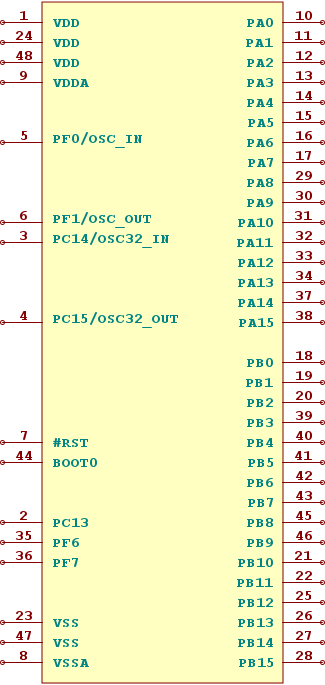 1 VDD PA0 10
24 VDD PA1 11
48 VDD PA2 12
9 VDDA PA3 13
PA4 14
PA5 15
5 PF0/OSC_IN PA6 16
PA7 17
PA8 29
PA9 30
6 PF1/OSC_OUT PA10 31
3 PC14/OSC32_IN PA11 32
PA12 33
PA13 34
PA14 37
4 PC15/OSC32_OUT PA15 38
PB0 18
PB1 19
PB2 20
PB3 39
7 #RST PB4 40
44 BOOT0 PB5 41
PB6 42
PB7 43
2 PC13 PB8 45
35 PF6 PB9 46
36 PF7 PB10 21
PB11 22
PB12 25
23 VSS PB13 26
47 VSS PB14 27
8 VSSA PB15 28